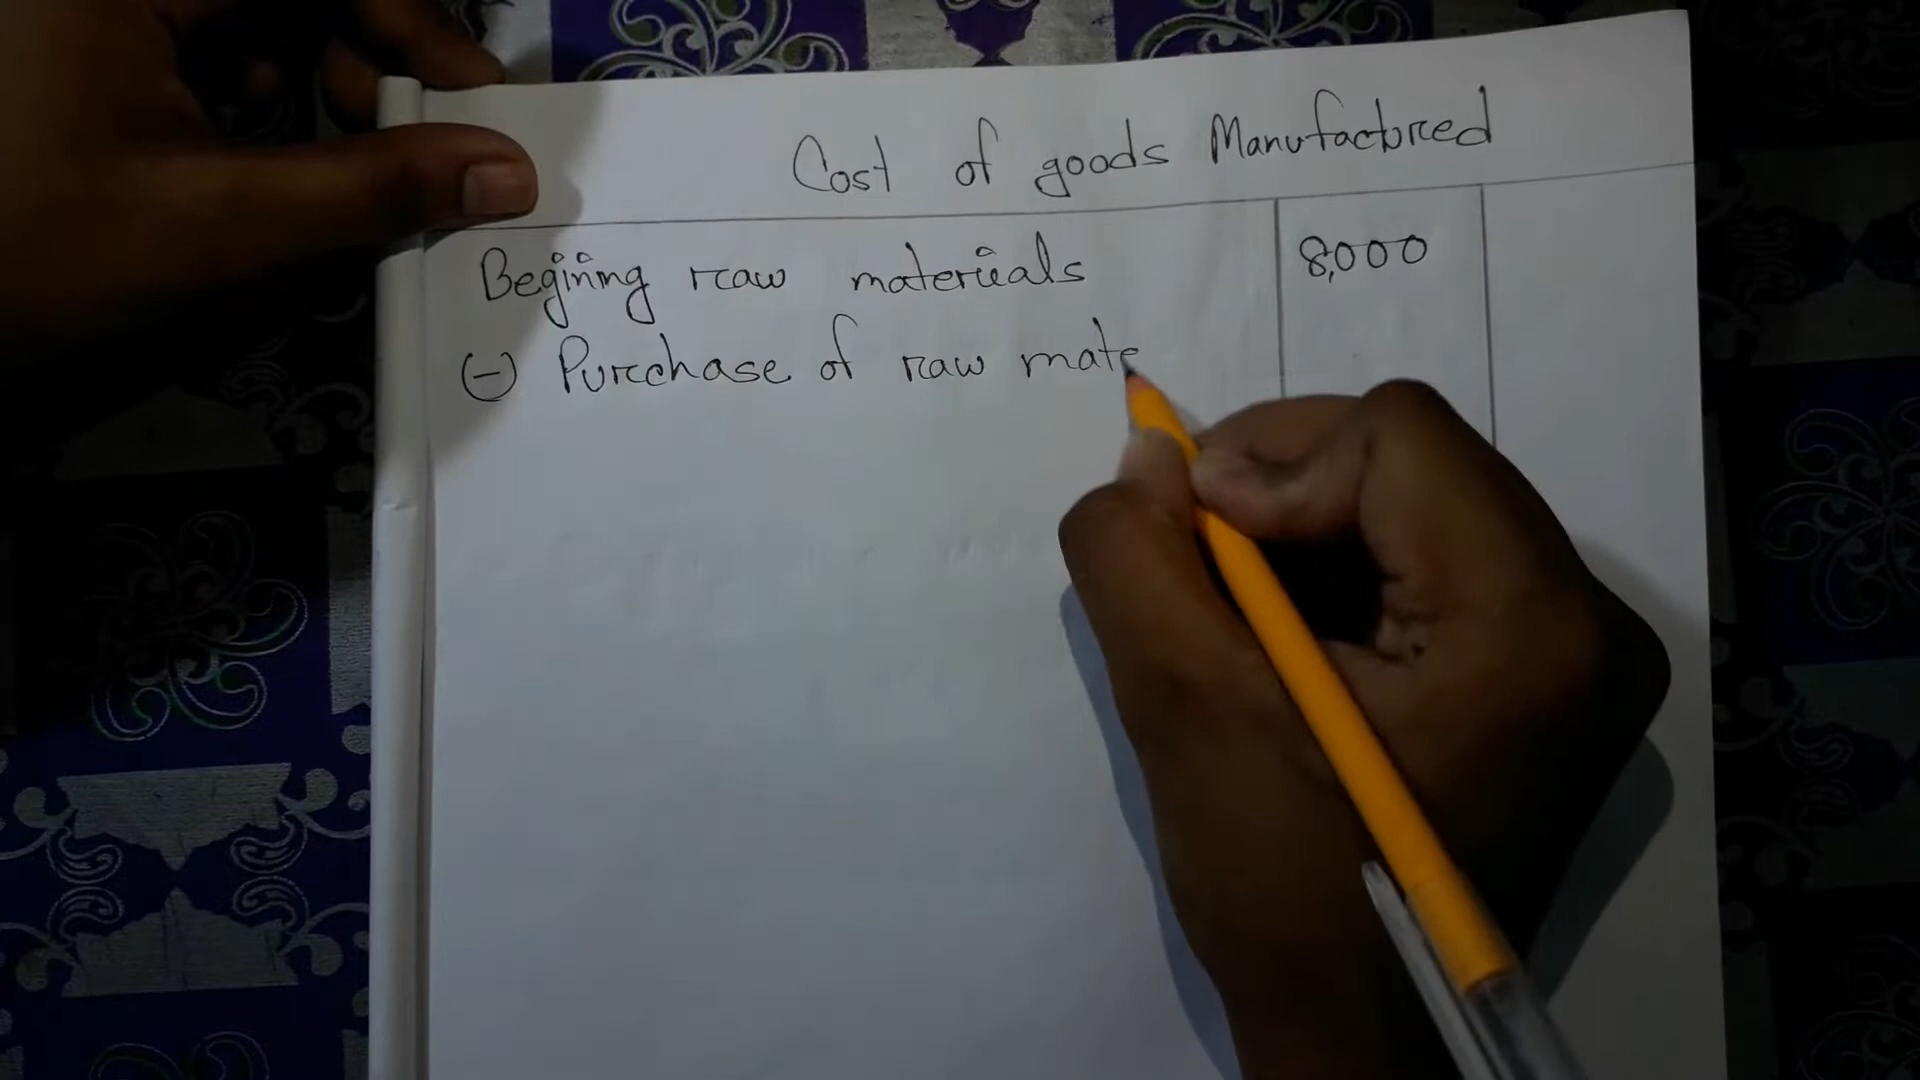 Cost of goods Manufactured
Begining raw materials 8,000
(-) Purchase of raw mate